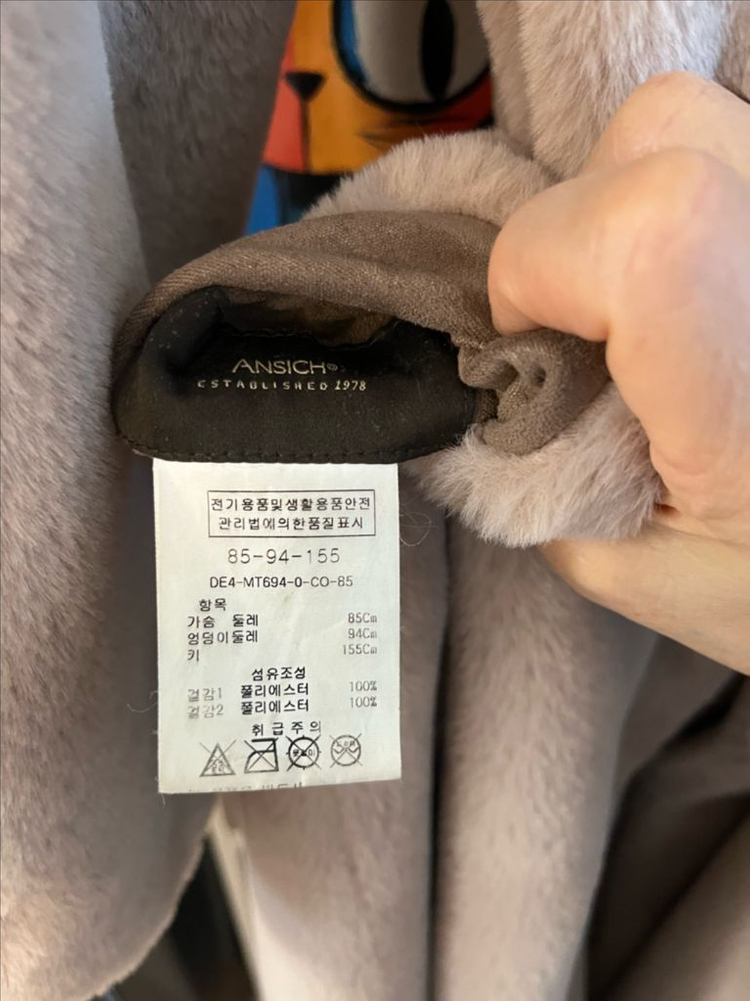 ANSICH®
ESTABLISHED 1978
전기용품및생활용품안전
관리법에의한품질표시
85-94-155
DE4-MT694-0-CO-85
항목
가슴 둘레 85Cm
엉덩이둘레 94Cm
키 155Cm
섬유조성
겉감1 폴리에스터 100%
겉감2 폴리에스터 100%
취급주의